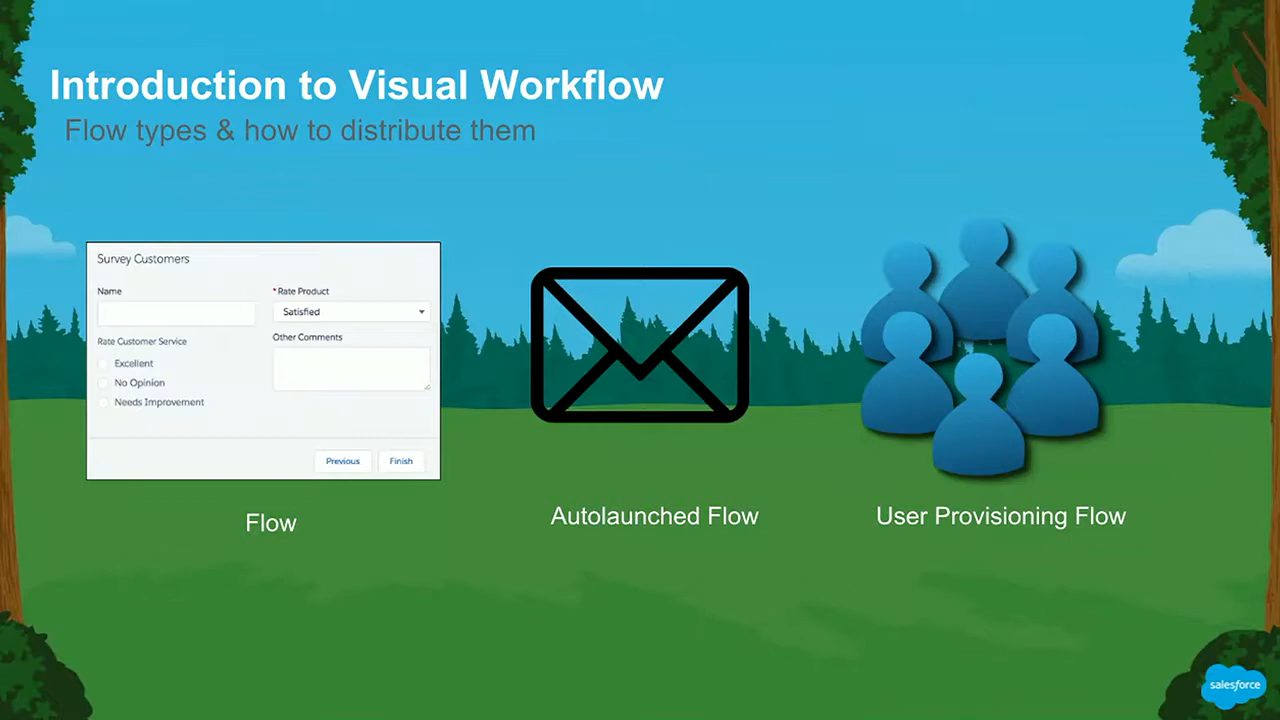 Introduction to Visual Workflow
Flow types & how to distribute them
Survey Customers
Name
* Rate Product
Satisfied
Rate Customer Service
Other Comments
Excellent
No Opinion
Needs Improvement
Previous
Finish
Flow
Autolaunched Flow
User Provisioning Flow
salesforce